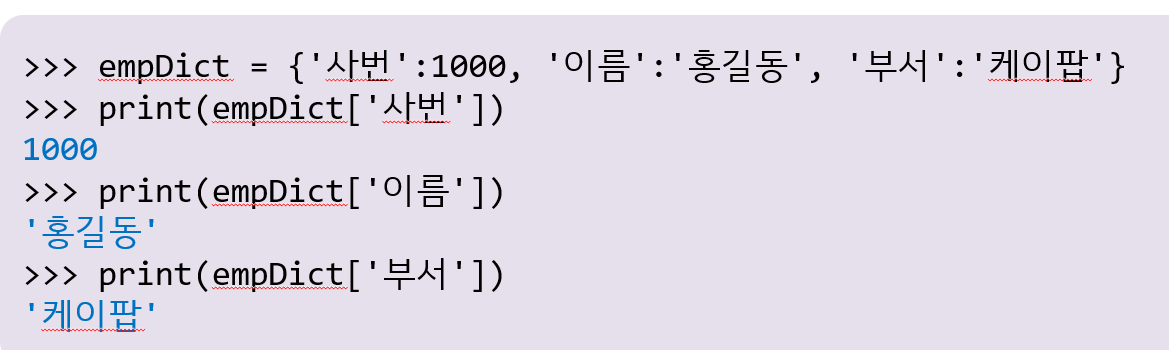 >>> empDict = {'사번':1000, '이름':'홍길동', '부서':'케이팝'}
>>> print(empDict['사번'])
1000
>>> print(empDict['이름'])
'홍길동'
>>> print(empDict['부서'])
'케이팝'